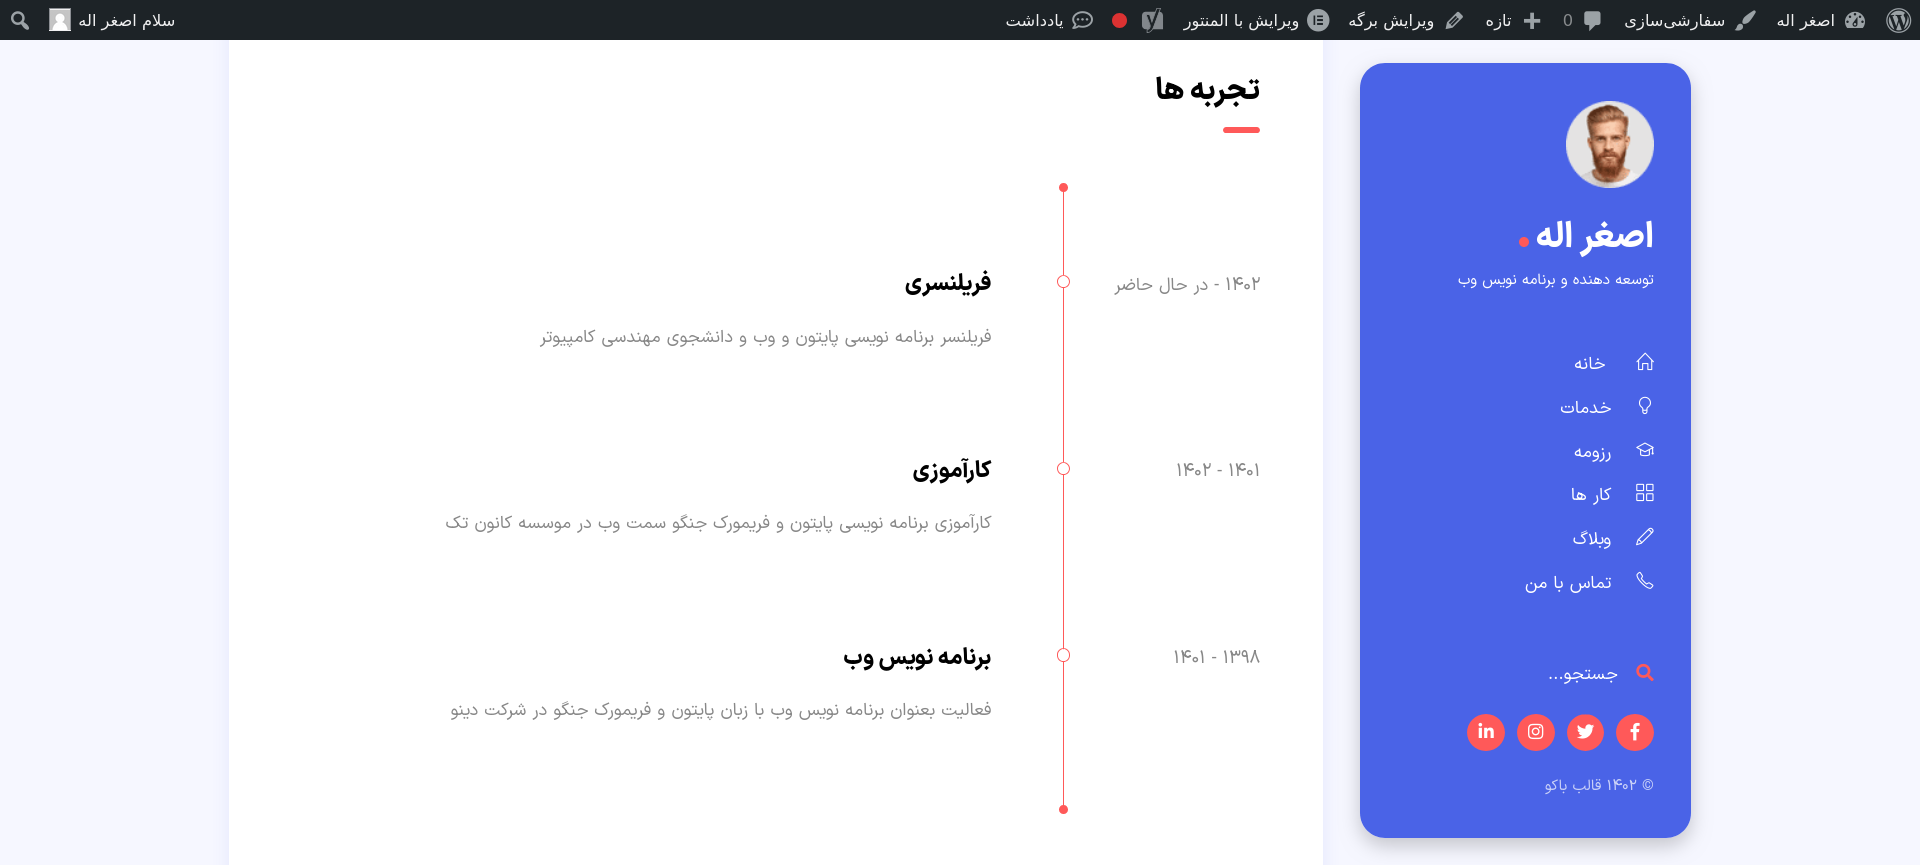 اصغر اله
سفارشی‌سازی
0
تازه
ویرایش برگه
ویرایش با المنتور
یادداشت
سلام اصغر اله
اصغر اله.
توسعه دهنده و برنامه نویس وب
خانه
خدمات
رزومه
کار ها
وبلاگ
تماس با من
جستجو...
© ۱۴۰۲ قالب باکو
تجربه ها
۱۴۰۲ - در حال حاضر
فریلنسری
فریلنسر برنامه نویسی پایتون و وب و دانشجوی مهندسی کامپیوتر
۱۴۰۱ - ۱۴۰۲
کارآموزی
کارآموزی برنامه نویسی پایتون و فریمورک جنگو سمت وب در موسسه کانون تک
۱۳۹۸ - ۱۴۰۱
برنامه نویس وب
فعالیت بعنوان برنامه نویس وب با زبان پایتون و فریمورک جنگو در شرکت دینو